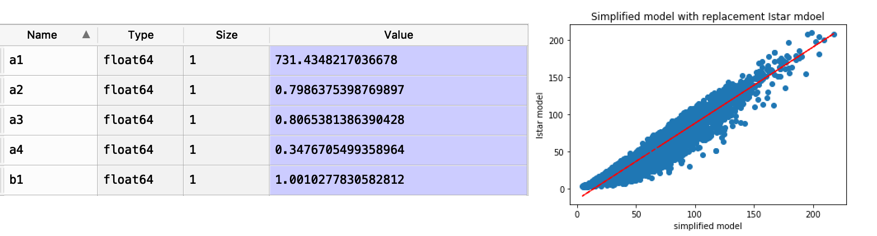 Name ▲ Type Size Value
a1 float64 1 731.4348217036678
a2 float64 1 0.7986375398769897
a3 float64 1 0.8065381386390428
a4 float64 1 0.3476705499358964
b1 float64 1 1.0010277830582812
Simplified model with replacement Istar mdoel
200
150
100
50
0
Istar model
0 50 100 150 200
simplified model